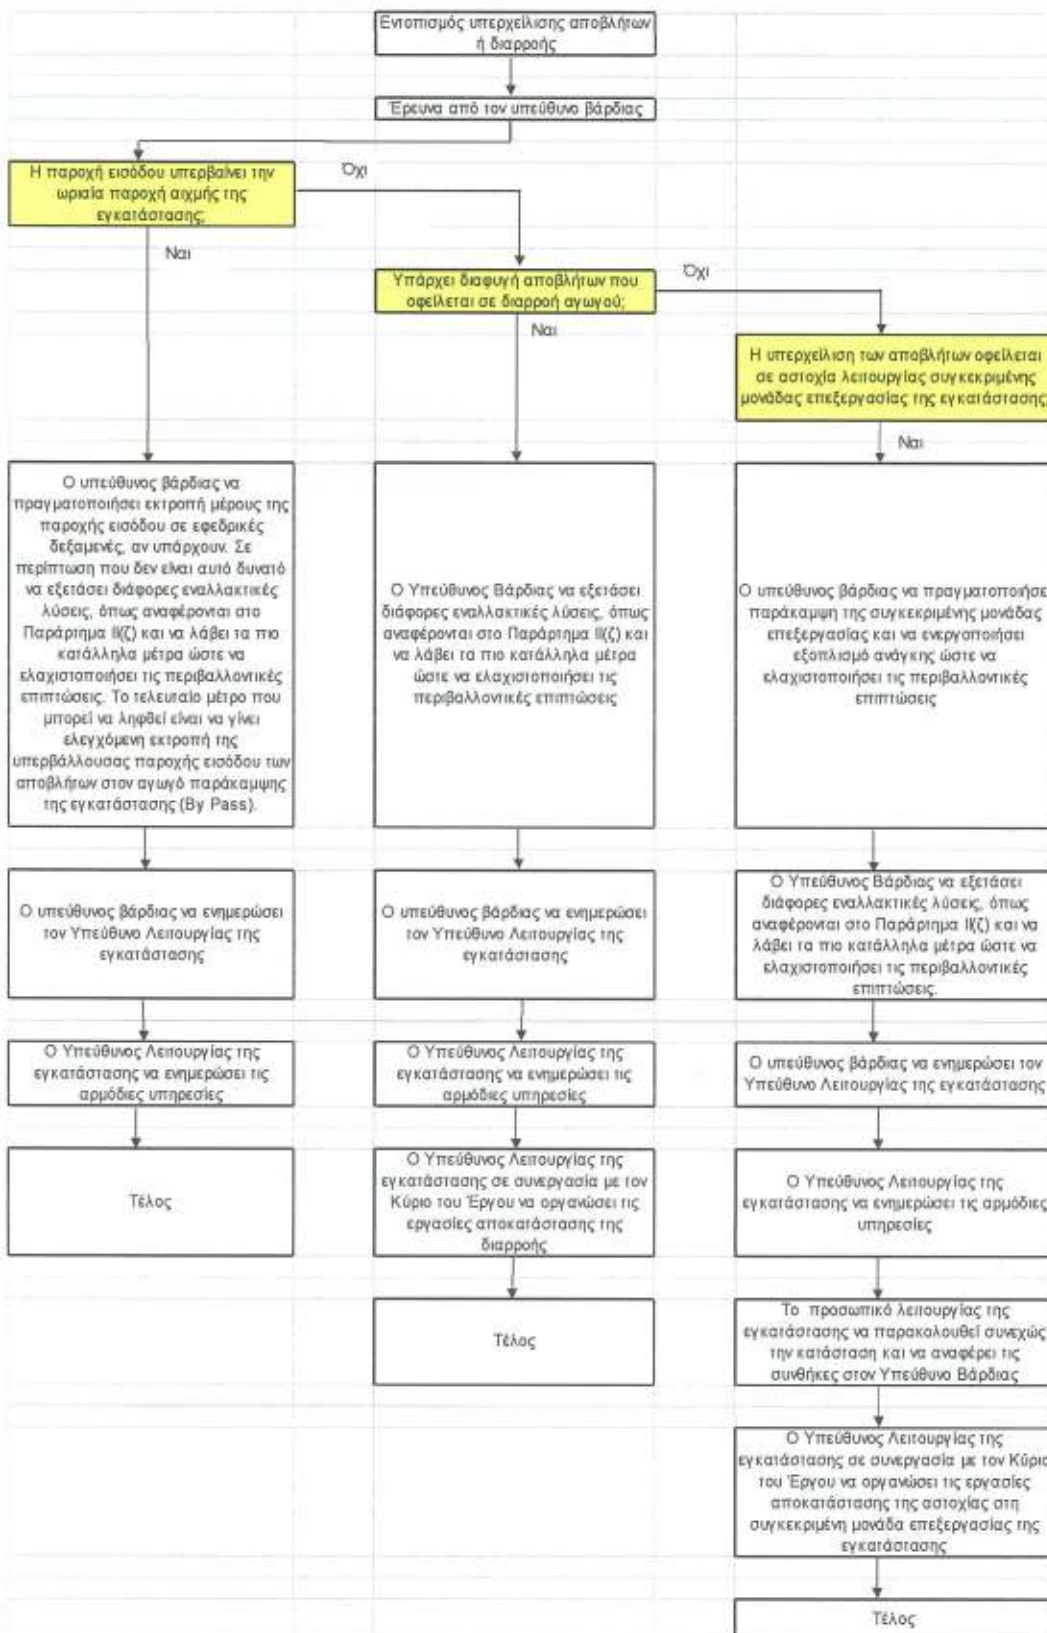 Εντοπισμός υπερχείλισης αποβλήτων
ή διαρροής
Έρευνα από τον υπεύθυνο βάρδιας
Η παροχή εισόδου υπερβαίνει την
ωριαία παροχή αιχμής της
εγκατάστασης;
Όχι
Ναι
Υπάρχει διαφυγή αποβλήτων που
οφείλεται σε διαρροή αγωγού;
Όχι
Ναι
Η υπερχείλιση των αποβλήτων οφείλεται
σε αστοχία λειτουργίας συγκεκριμένης
μονάδας επεξεργασίας της εγκατάστασης;
Ναι
Ο υπεύθυνος βάρδιας να
πραγματοποιήσει εκτροπή μέρους της
παροχής εισόδου σε εφεδρικές
δεξαμενές, αν υπάρχουν. Σε
περίπτωση που δεν είναι αυτό δυνατό
να εξετάσει διάφορες εναλλακτικές
λύσεις, όπως αναφέρονται στο
Παράρτημα ΙΙ(ζ) και να λάβει τα πιο
κατάλληλα μέτρα ώστε να
ελαχιστοποιήσει τις περιβαλλοντικές
επιπτώσεις. Το τελευταίο μέτρο που
μπορεί να ληφθεί είναι να γίνει
ελεγχόμενη εκτροπή της
υπερβάλλουσας παροχής εισόδου των
αποβλήτων στον αγωγό παράκαμψης
της εγκατάστασης (By Pass).
Ο Υπεύθυνος Βάρδιας να εξετάσει
διάφορες εναλλακτικές λύσεις, όπως
αναφέρονται στο Παράρτημα ΙΙ(ζ) και
να λάβει τα πιο κατάλληλα μέτρα
ώστε να ελαχιστοποιήσει τις
περιβαλλοντικές επιπτώσεις
Ο υπεύθυνος βάρδιας να πραγματοποιήσει
παράκαμψη της συγκεκριμένης μονάδας
επεξεργασίας και να ενεργοποιήσει
εξοπλισμό ανάγκης ώστε να
ελαχιστοποιήσει τις περιβαλλοντικές
επιπτώσεις
Ο υπεύθυνος βάρδιας να ενημερώσει
τον Υπεύθυνο Λειτουργίας της
εγκατάστασης
Ο υπεύθυνος βάρδιας να ενημερώσει
τον Υπεύθυνο Λειτουργίας της
εγκατάστασης
Ο Υπεύθυνος Βάρδιας να εξετάσει
διάφορες εναλλακτικές λύσεις, όπως
αναφέρονται στο Παράρτημα ΙΙ(ζ) και να
λάβει τα πιο κατάλληλα μέτρα ώστε να
ελαχιστοποιήσει τις περιβαλλοντικές
επιπτώσεις.
Ο Υπεύθυνος Λειτουργίας της
εγκατάστασης να ενημερώσει τις
αρμόδιες υπηρεσίες
Ο Υπεύθυνος Λειτουργίας της
εγκατάστασης να ενημερώσει τις
αρμόδιες υπηρεσίες
Ο υπεύθυνος βάρδιας να ενημερώσει τον
Υπεύθυνο Λειτουργίας της εγκατάστασης
Τέλος
Ο Υπεύθυνος Λειτουργίας της
εγκατάστασης σε συνεργασία με τον
Κύριο του Έργου να οργανώσει τις
εργασίες αποκατάστασης της
διαρροής
Ο Υπεύθυνος Λειτουργίας της
εγκατάστασης να ενημερώσει τις αρμόδιες
υπηρεσίες
Τέλος
Το προσωπικό λειτουργίας της
εγκατάστασης να παρακολουθεί συνεχώς
την κατάσταση και να αναφέρει τις
συνθήκες στον Υπεύθυνο Βάρδιας
Ο Υπεύθυνος Λειτουργίας της
εγκατάστασης σε συνεργασία με τον Κύριο
του Έργου να οργανώσει τις εργασίες
αποκατάστασης της αστοχίας στη
συγκεκριμένη μονάδα επεξεργασίας της
εγκατάστασης
Τέλος